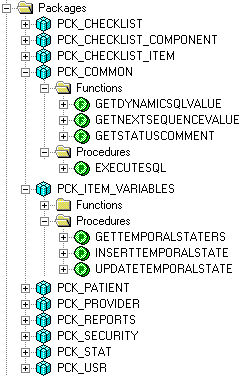 Packages
PCK_CHECKLIST
PCK_CHECKLIST_COMPONENT
PCK_CHECKLIST_ITEM
PCK_COMMON
Functions
F GETDYNAMICSQLVALUE
F GETNEXTSEQUENCEVALUE
F GETSTATUSCOMMENT
Procedures
P EXECUTESQL
PCK_ITEM_VARIABLES
Functions
Procedures
P GETTEMPORALSTATERS
P INSERTTEMPORALSTATE
P UPDATETEMPORALSTATE
PCK_PATIENT
PCK_PROVIDER
PCK_REPORTS
PCK_SECURITY
PCK_STAT
PCK_USR